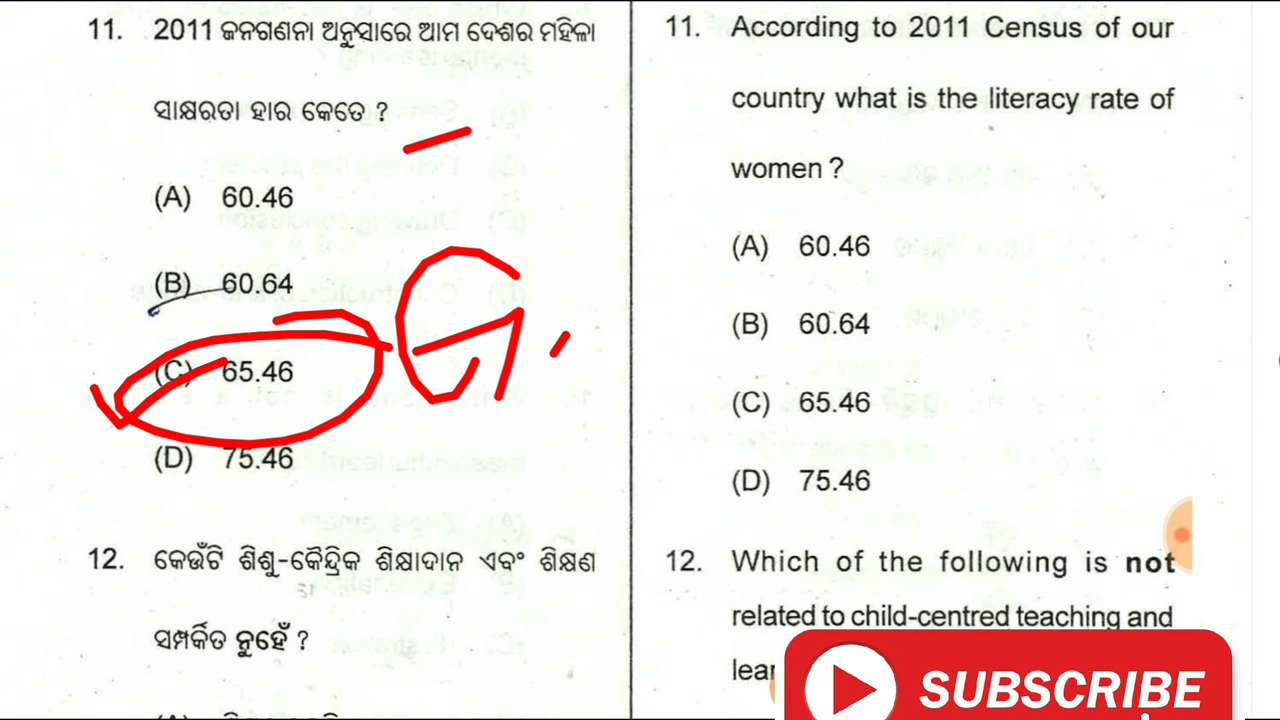 11. 2011 ଜନଗଣନା ଅନୁସାରେ ଆମ ଦେଶର ମହିଳା
ସାକ୍ଷରତା ହାର କେତେ ?
(A) 60.46
(B) 60.64
(C) 65.46
(D) 75.46
12. କେଉଁଟି ଶିଶୁ-କୈନ୍ଦ୍ରିକ ଶିକ୍ଷାଦାନ ଏବଂ ଶିକ୍ଷଣ
ସମ୍ପର୍କିତ ନୁହେଁ ?
11. According to 2011 Census of our
country what is the literacy rate of
women ?
(A) 60.46
(B) 60.64
(C) 65.46
(D) 75.46
12. Which of the following is not
related to child-centred teaching and
SUBSCRIBE